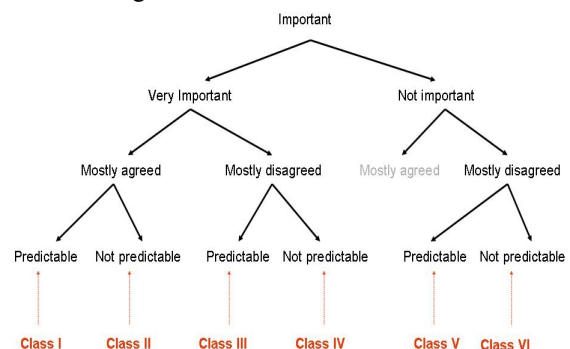 Important
Very Important Not important
Mostly agreed Mostly disagreed Mostly agreed Mostly disagreed
Predictable Not predictable Predictable Not predictable Predictable Not predictable
Class I Class II Class III Class IV Class V Class VI